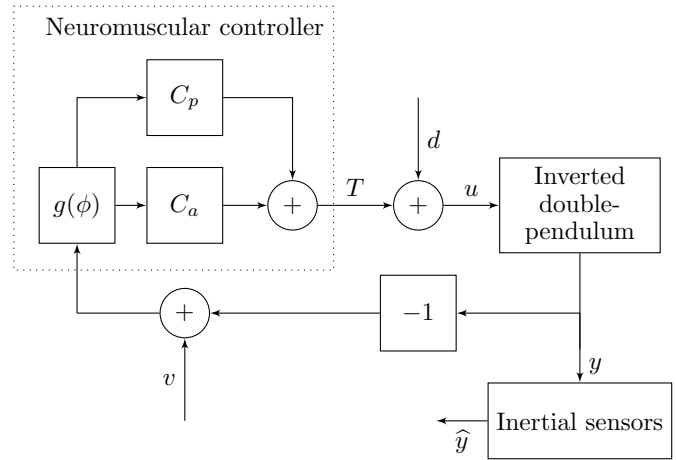 Neuromuscular controller
C_p
g(ϕ)
C_a
+
T
+
d
u
Inverted
double-
pendulum
+
v
−1
y
Inertial sensors
ŷ